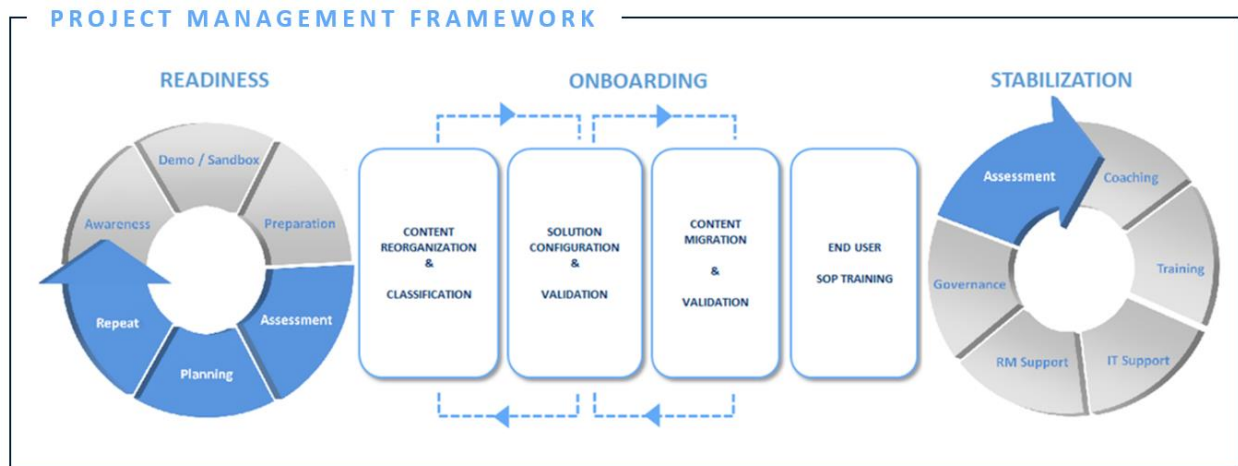 PROJECT MANAGEMENT FRAMEWORK
READINESS
Demo / Sandbox
Awareness
Preparation
Repeat
Assessment
Planning
ONBOARDING
CONTENT
REORGANIZATION
&
CLASSIFICATION
SOLUTION
CONFIGURATION
&
VALIDATION
CONTENT
MIGRATION
&
VALIDATION
END USER
SOP TRAINING
STABILIZATION
Assessment
Coaching
Training
IT Support
RM Support
Governance